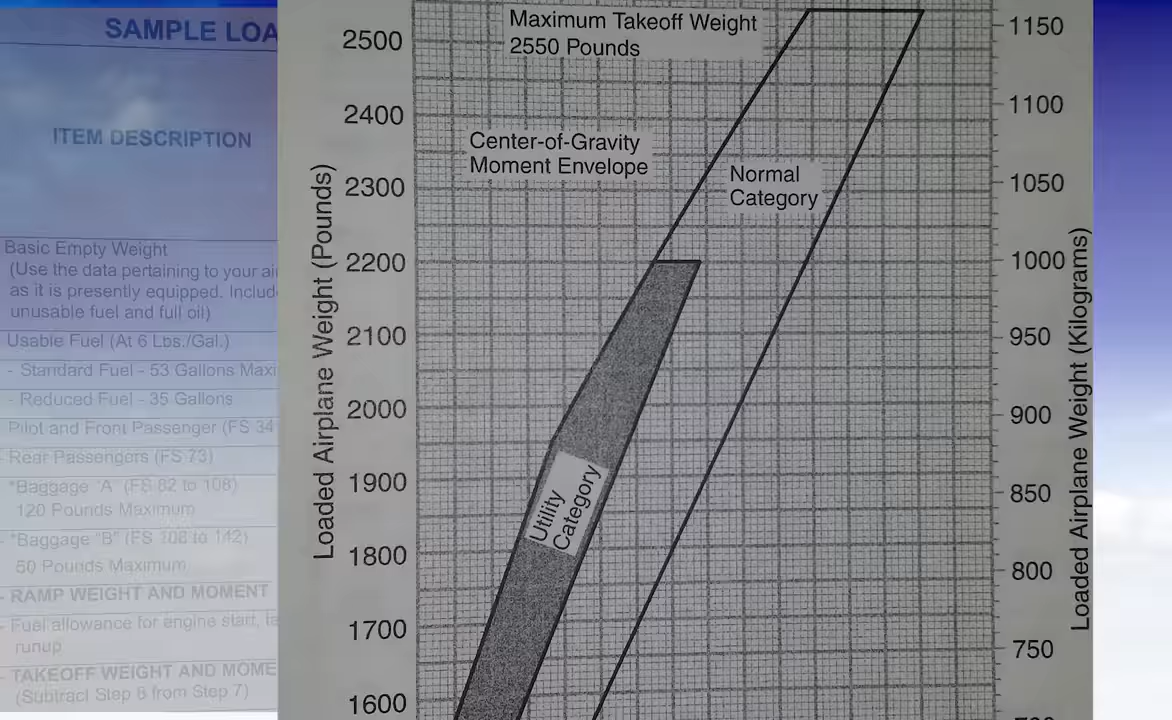 SAMPLE LOA
ITEM DESCRIPTION
Basic Empty Weight
(Use the data pertaining to your ai
as it is presently equipped. Includ
unusable fuel and full oil)
Usable Fuel (At 6 Lbs./Gal.)
- Standard Fuel - 53 Gallons Maxi
- Reduced Fuel - 35 Gallons
Pilot and Front Passenger (FS 34
- Rear Passengers (FS 73)
*Baggage "A" (FS 82 to 108)
120 Pounds Maximum
- *Baggage "B" (FS 108 to 142)
50 Pounds Maximum
- RAMP WEIGHT AND MOMENT
- Fuel allowance for engine start, ta
runup
- TAKEOFF WEIGHT AND MOME
(Subtract Step 6 from Step 7)
Loaded Airplane Weight (Pounds)
2500
2400
2300
2200
2100
2000
1900
1800
1700
1600
Maximum Takeoff Weight
2550 Pounds
Center-of-Gravity
Moment Envelope
Normal
Category
Utility
Category
1150
1100
1050
1000
950
900
850
800
750
Loaded Airplane Weight (Kilograms)